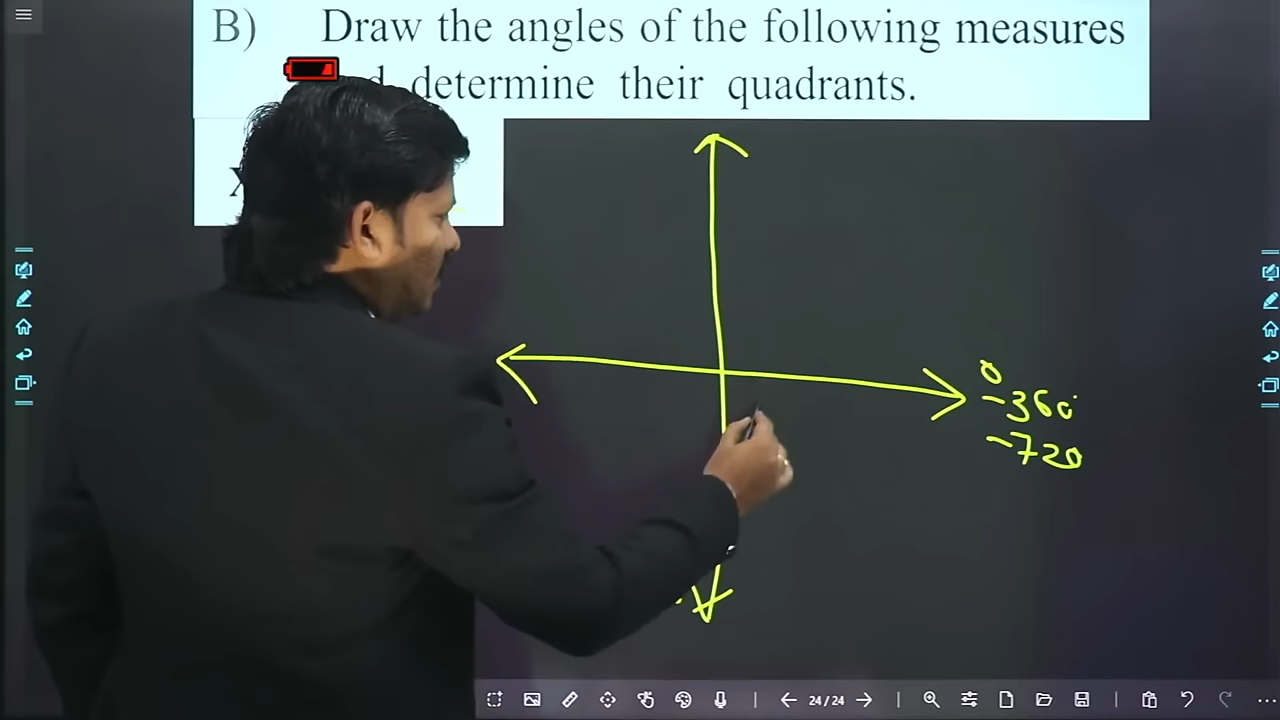 B) Draw the angles of the following measures
determine their quadrants.
0
-360°
-720
24/24